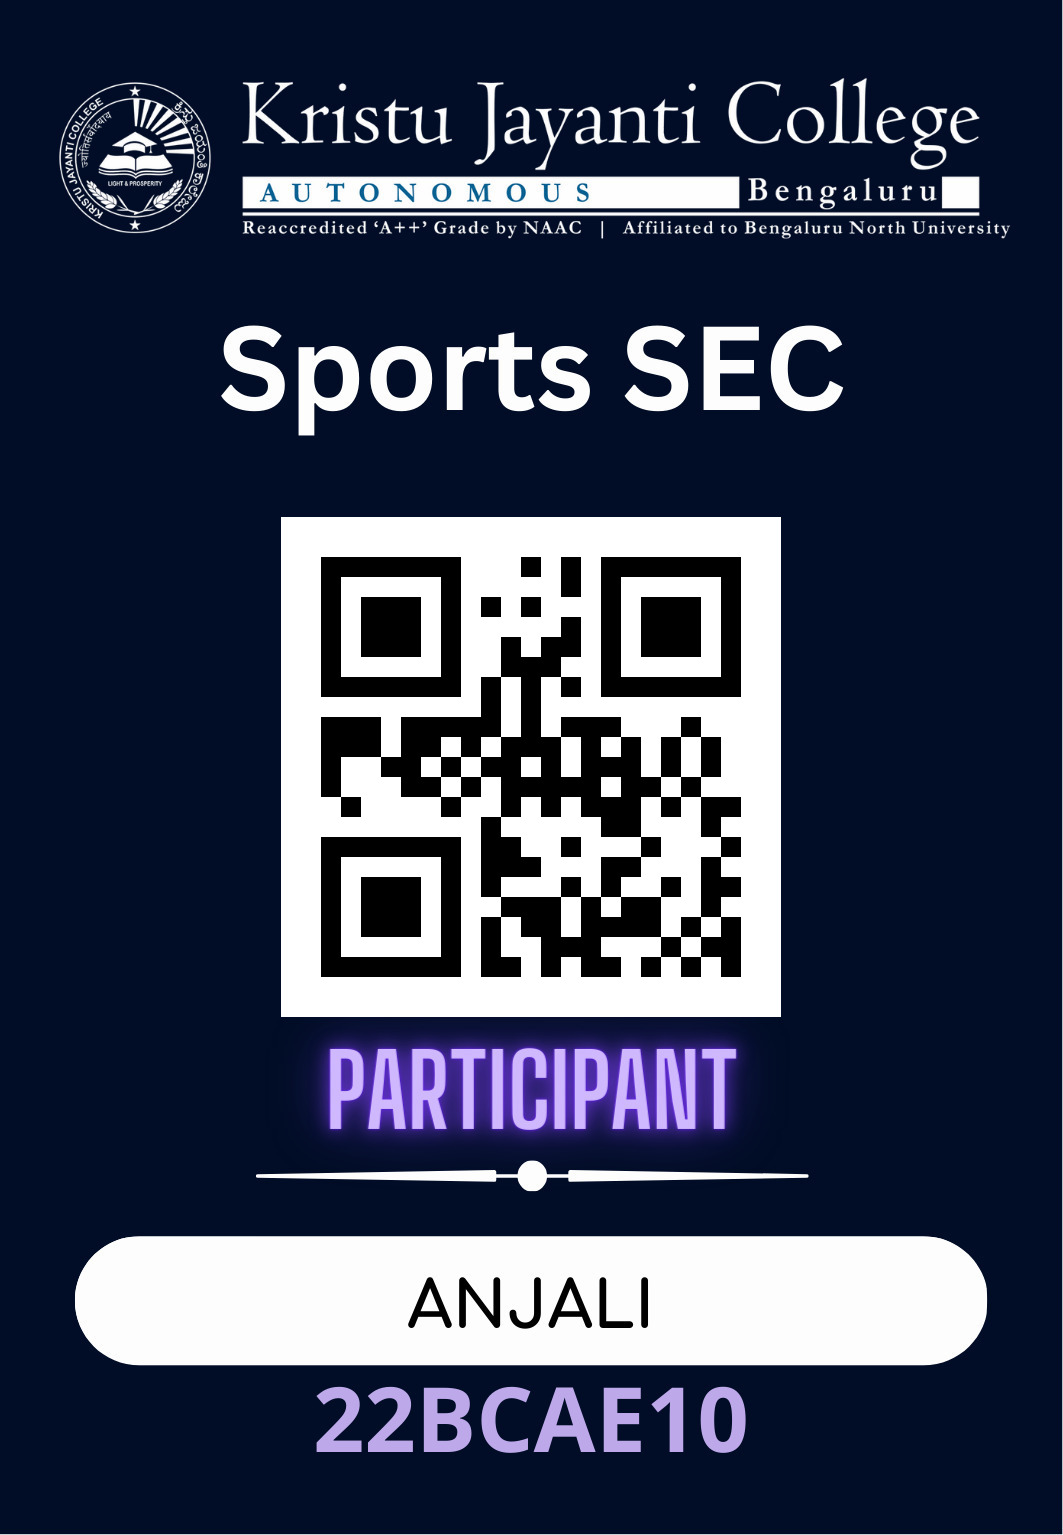 KRISTU JAYANTI COLLEGE
ज्योतिसंवादयाय
LIGHT & PROSPERITY
Kristu Jayanti College
AUTONOMOUS Bengaluru
Reaccredited ‘A++’ Grade by NAAC | Affiliated to Bengaluru North University
Sports SEC
PARTICIPANT
ANJALI
22BCAE10